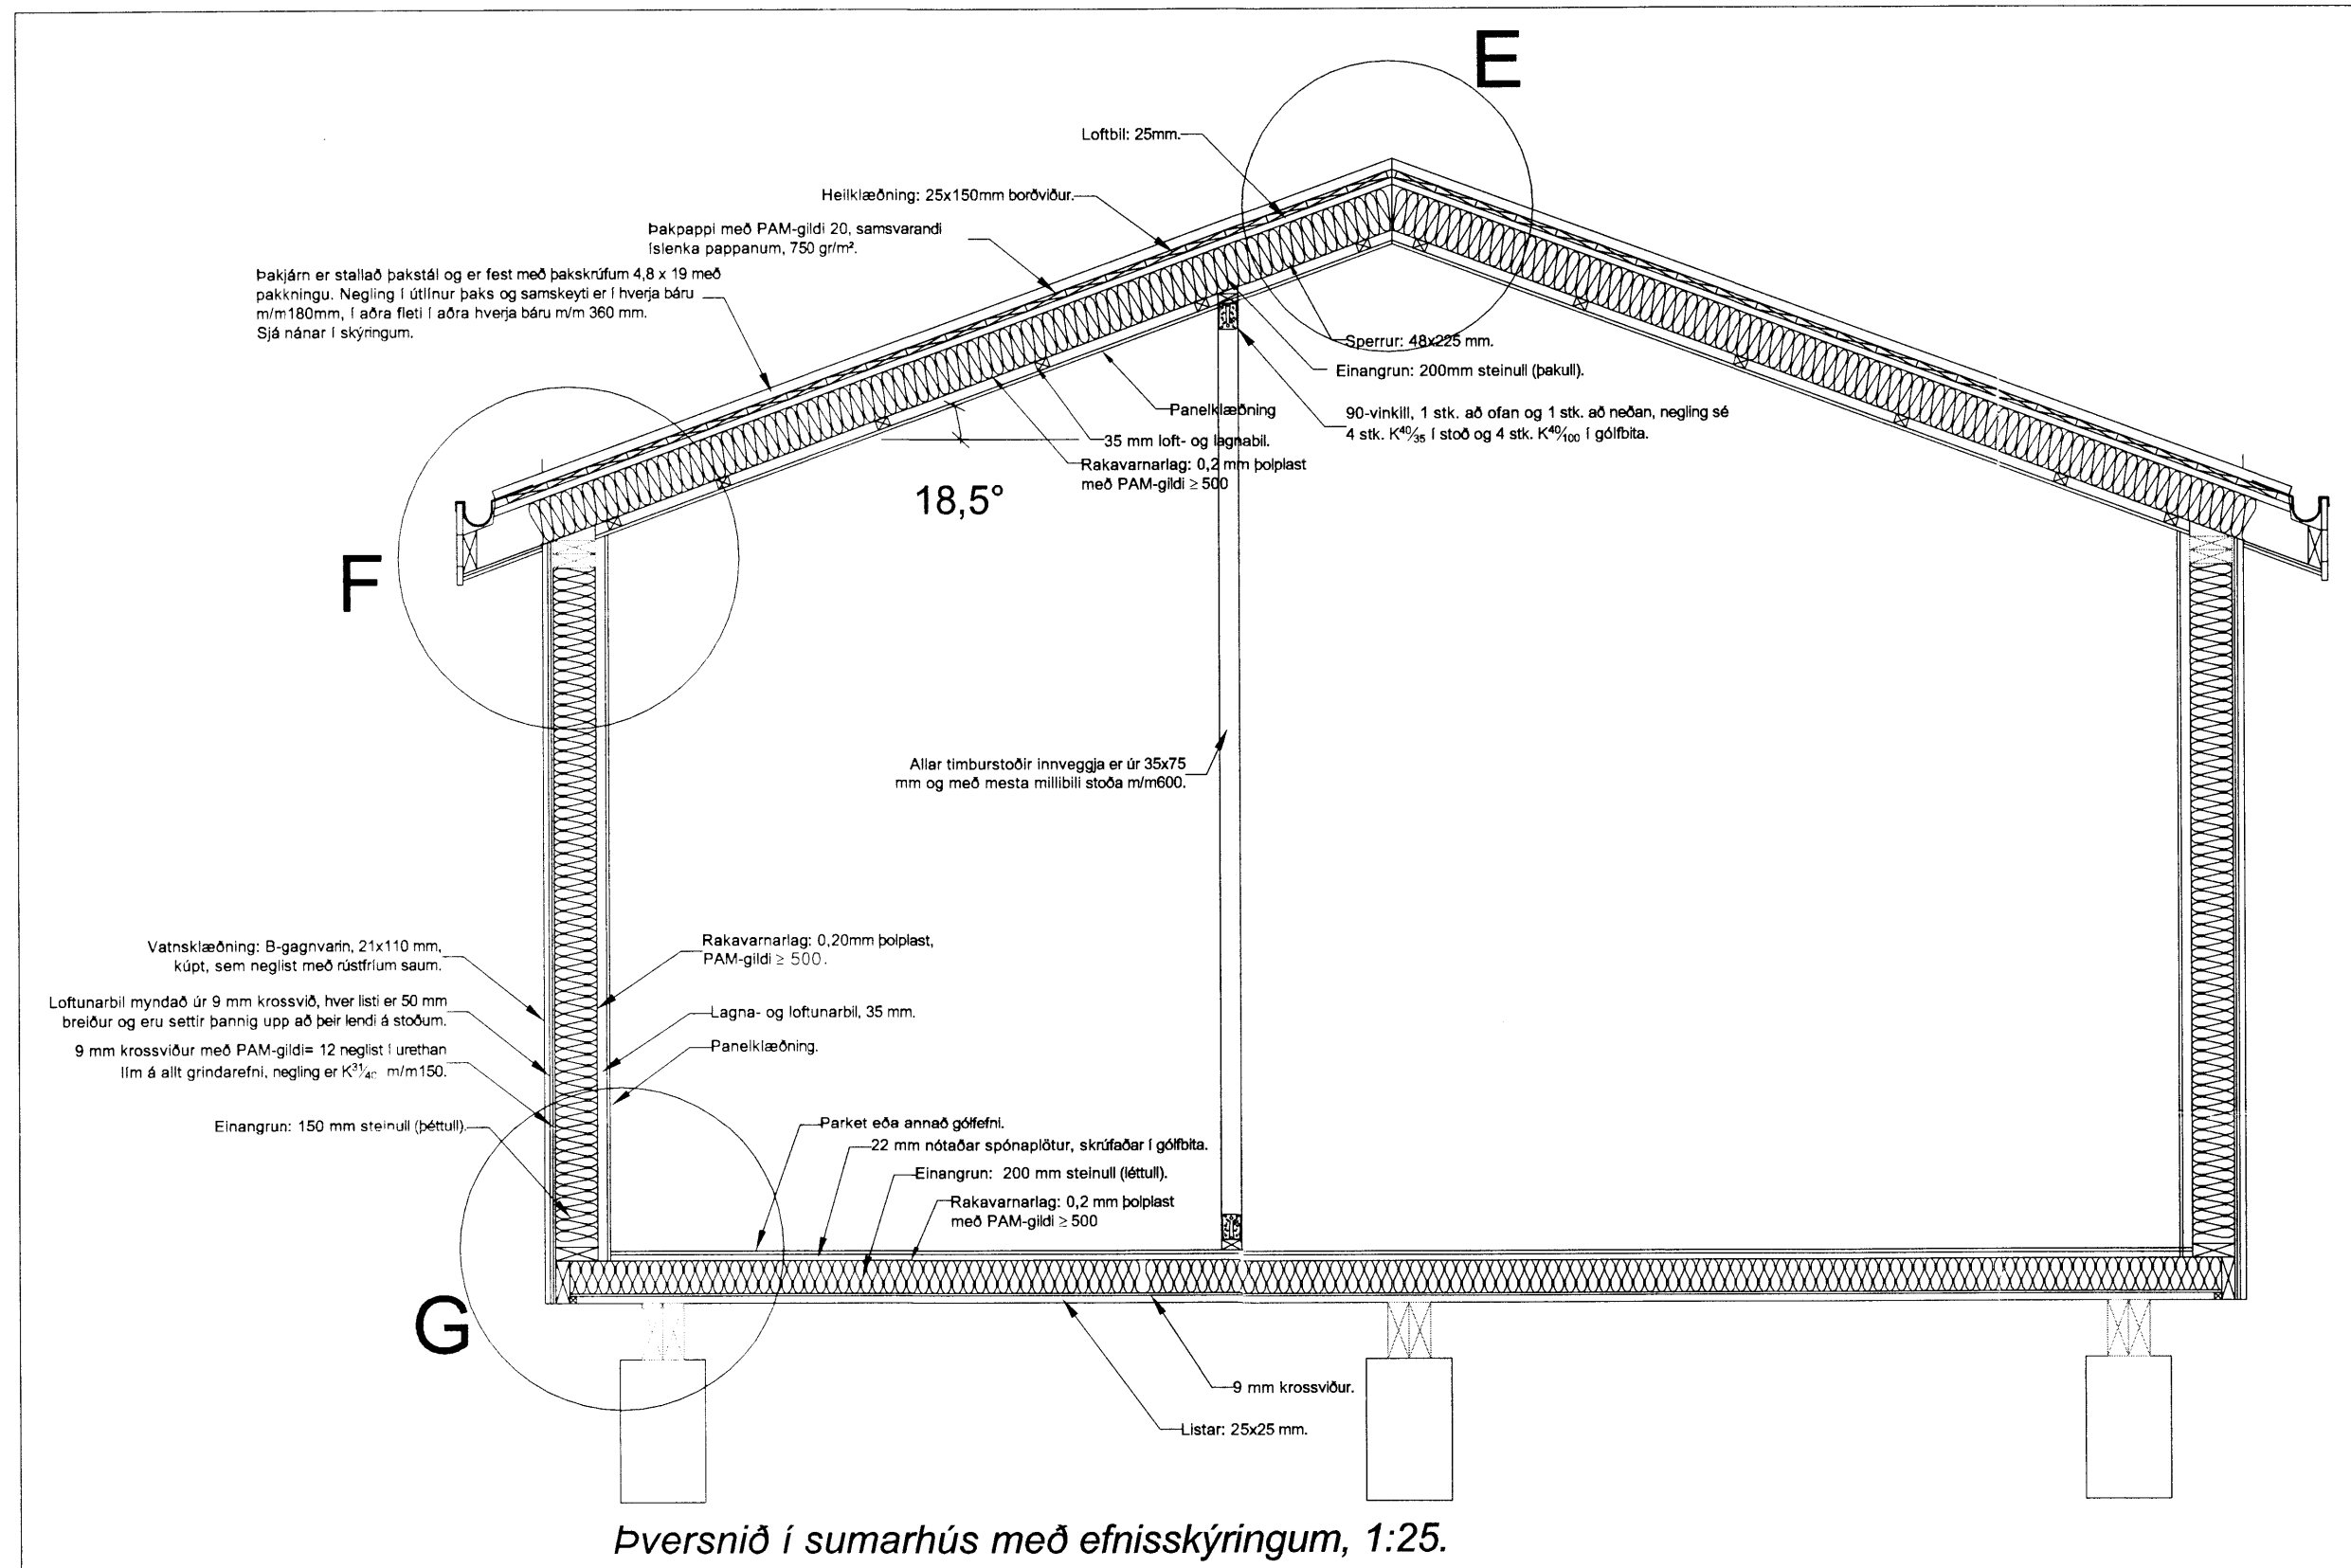 E
Loftbil: 25mm.
Heilklæðning: 25x150mm borðviður.
Þakpappi með PAM-gildi 20, samsvarandi
íslenka pappanum, 750 gr/m².
Þakjárn er stallað þakstál og er fest með þakskrúfum 4,8 x 19 með
pakkningu. Negling í útlínur þaks og samskeyti er í hverja báru
m/m180mm, í aðra fleti í aðra hverja báru m/m 360 mm.
Sjá nánar í skýringum.
Sperrur: 48x225 mm.
Einangrun: 200mm steinull (þakull).
90-vinkill, 1 stk. að ofan og 1 stk. að neðan, negling sé
4 stk. K40/35 í stoð og 4 stk. K40/100 í gólfbita.
Panelklæðning
35 mm loft- og lagnabil.
Rakavarnarlag: 0,2 mm þolplast
með PAM-gildi ≥ 500
18,5°
F
Allar timburstoðir innveggja er úr 35x75
mm og með mesta millibili stoða m/m600.
Vatnsklæðning: B-gagnvarin, 21x110 mm,
kúpt, sem neglist með rústfríum saum.
Loftunarbil myndað úr 9 mm krossvið, hver listi er 50 mm
breiður og eru settir þannig upp að þeir lendi á stoðum.
9 mm krossviður með PAM-gildi= 12 neglist í urethan
lím á allt grindarefni, negling er K31/40 m/m150.
Einangrun: 150 mm steinull (þéttull).
Rakavarnarlag: 0,20mm þolplast,
PAM-gildi ≥ 500.
Lagna- og loftunarbil, 35 mm.
Panelklæðning.
Parket eða annað gólfefni.
22 mm nótaðar spónaplötur, skrúfaðar í gólfbita.
Einangrun: 200 mm steinull (léttull).
Rakavarnarlag: 0,2 mm þolplast
með PAM-gildi ≥ 500
G
9 mm krossviður.
Listar: 25x25 mm.
Þversnið í sumarhús með efnisskýringum, 1:25.